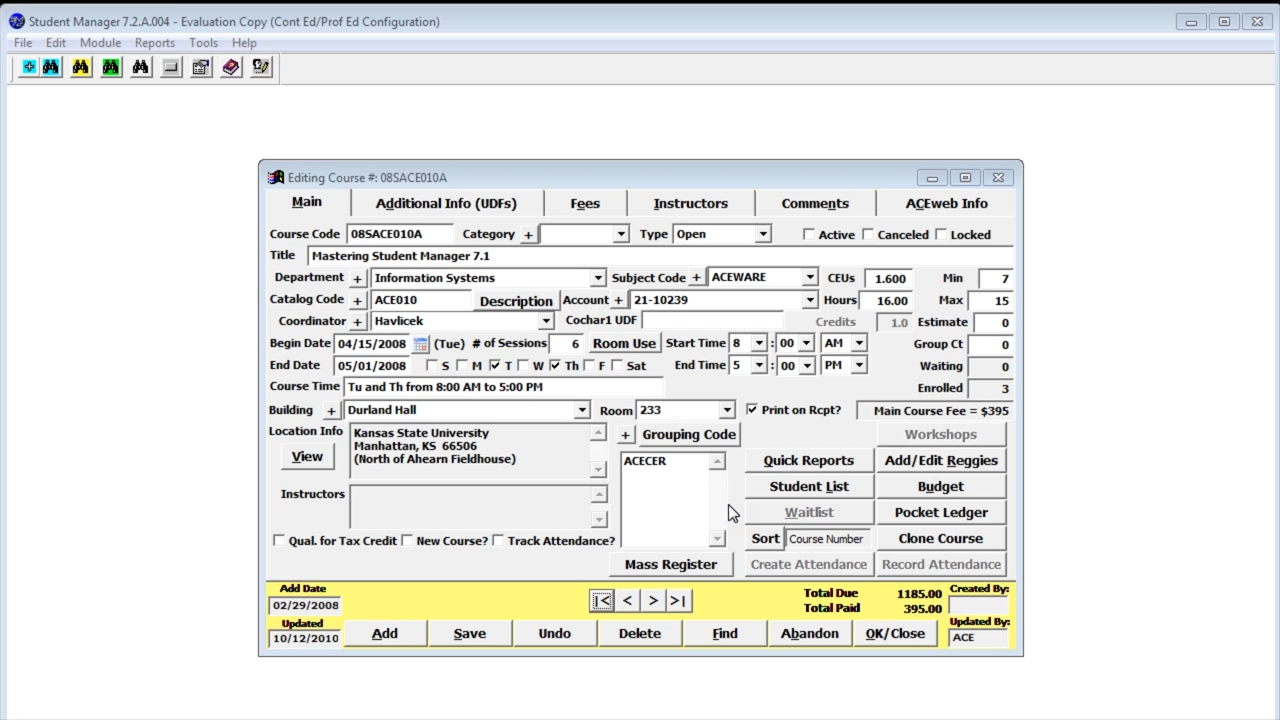 Student Manager 7.2.A.004 - Evaluation Copy (Cont Ed/Prof Ed Configuration)
File Edit Module Reports Tools Help
Editing Course #: 08SACE010A
Main Additional Info (UDFs) Fees Instructors Comments ACEweb Info
Course Code 08SACE010A Category + Type Open Active Canceled Locked
Title Mastering Student Manager 7.1
Department + Information Systems Subject Code + ACEWARE CEUs 1.600 Min 7
Catalog Code + ACE010 Description Account + 21-10239 Hours 16.00 Max 15
Coordinator + Havlicek Cochar1 UDF Credits 1.0 Estimate 0
Begin Date 04/15/2008 (Tue) # of Sessions 6 Room Use Start Time 8 : 00 AM Group Ct 0
End Date 05/01/2008 S M T W Th F Sat End Time 5 : 00 PM Waiting 0
Course Time Tu and Th from 8:00 AM to 5:00 PM Enrolled 3
Building + Durland Hall Room 233 Print on Rcpt? Main Course Fee = $395
Location Info Kansas State University + Grouping Code Workshops
Manhattan, KS 66506
View (North of Ahearn Fieldhouse) ACECER Quick Reports Add/Edit Reggies
Instructors Student List Budget
Waitlist Pocket Ledger
Qual. for Tax Credit New Course? Track Attendance? Sort Course Number Clone Course
Mass Register Create Attendance Record Attendance
Add Date |< < > >| Total Due 1185.00 Created By:
02/29/2008 Total Paid 395.00
Updated Updated By:
10/12/2010 Add Save Undo Delete Find Abandon OK/Close ACE